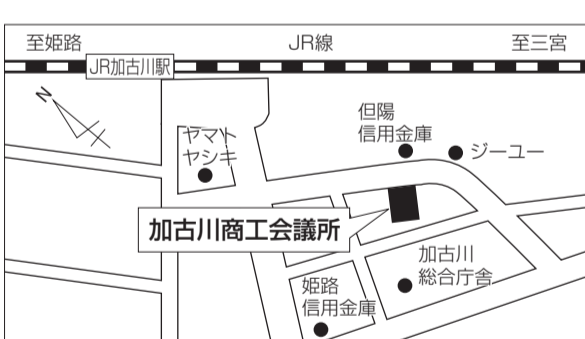 至姫路
JR線
至三宮
JR加古川駅
N
ヤマト
ヤシキ
但陽
信用金庫
ジーユー
加古川商工会議所
加古川
総合庁舎
姫路
信用金庫